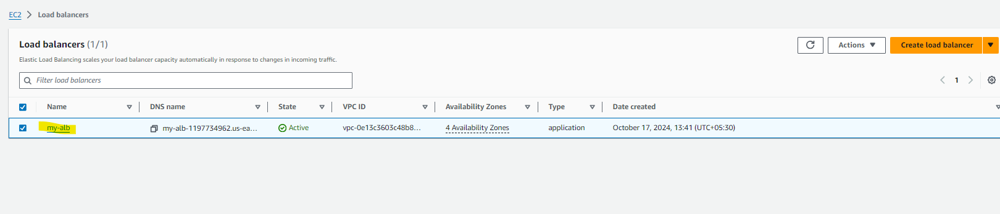 EC2 > Load balancers
Load balancers (1/1)
Actions
Create load balancer
Elastic Load Balancing scales your load balancer capacity automatically in response to changes in incoming traffic.
Filter load balancers
1
Name DNS name State VPC ID Availability Zones Type Date created
my-alb my-alb-1197734962.us-ea... Active vpc-0e13c3603c48b8... 4 Availability Zones application October 17, 2024, 13:41 (UTC+05:30)